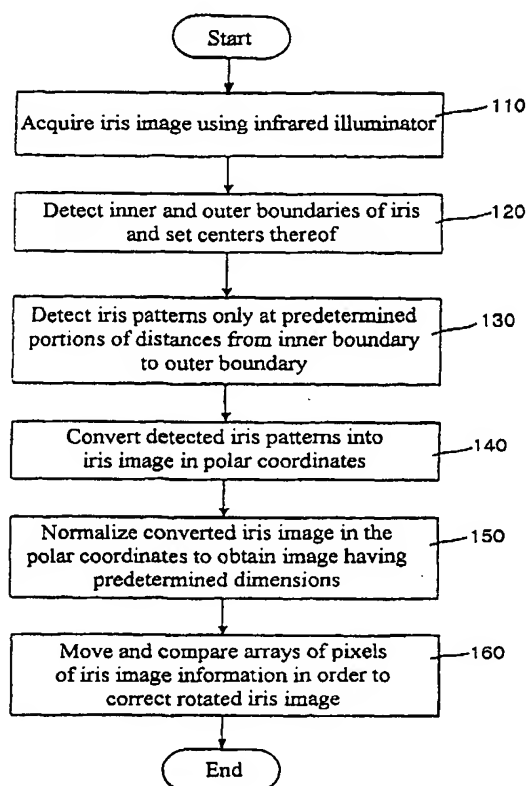 Start
Acquire iris image using infrared illuminator
110
Detect inner and outer boundaries of iris
and set centers thereof
120
Detect iris patterns only at predetermined
portions of distances from inner boundary
to outer boundary
130
Convert detected iris patterns into
iris image in polar coordinates
140
Normalize converted iris image in the
polar coordinates to obtain image having
predetermined dimensions
150
Move and compare arrays of pixels
of iris image information in order to
correct rotated iris image
160
End